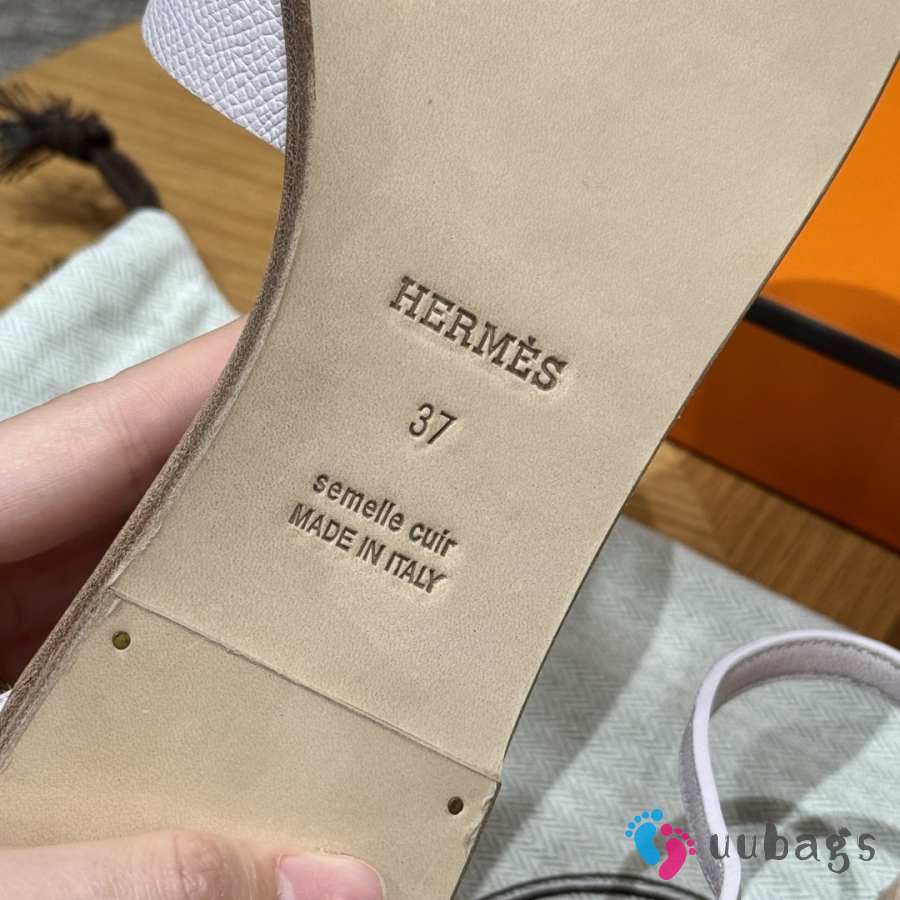 HERMÈS
37
semelle cuir
MADE IN ITALY
uubags